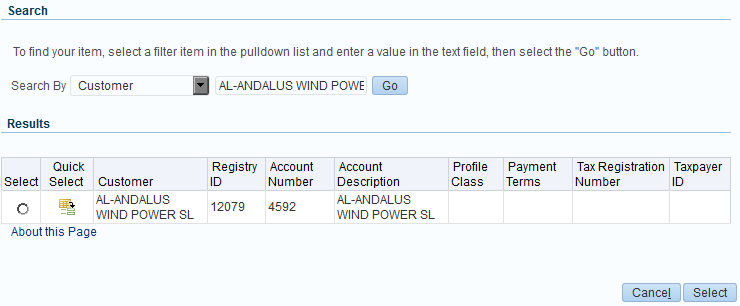 Search
To find your item, select a filter item in the pulldown list and enter a value in the text field, then select the "Go" button.
Search By Customer AL-ANDALUS WIND POWE Go
Results
Select Quick Select Customer Registry ID Account Number Account Description Profile Class Payment Terms Tax Registration Number Taxpayer ID
AL-ANDALUS WIND POWER SL 12079 4592 AL-ANDALUS WIND POWER SL
About this Page
Cancel Select